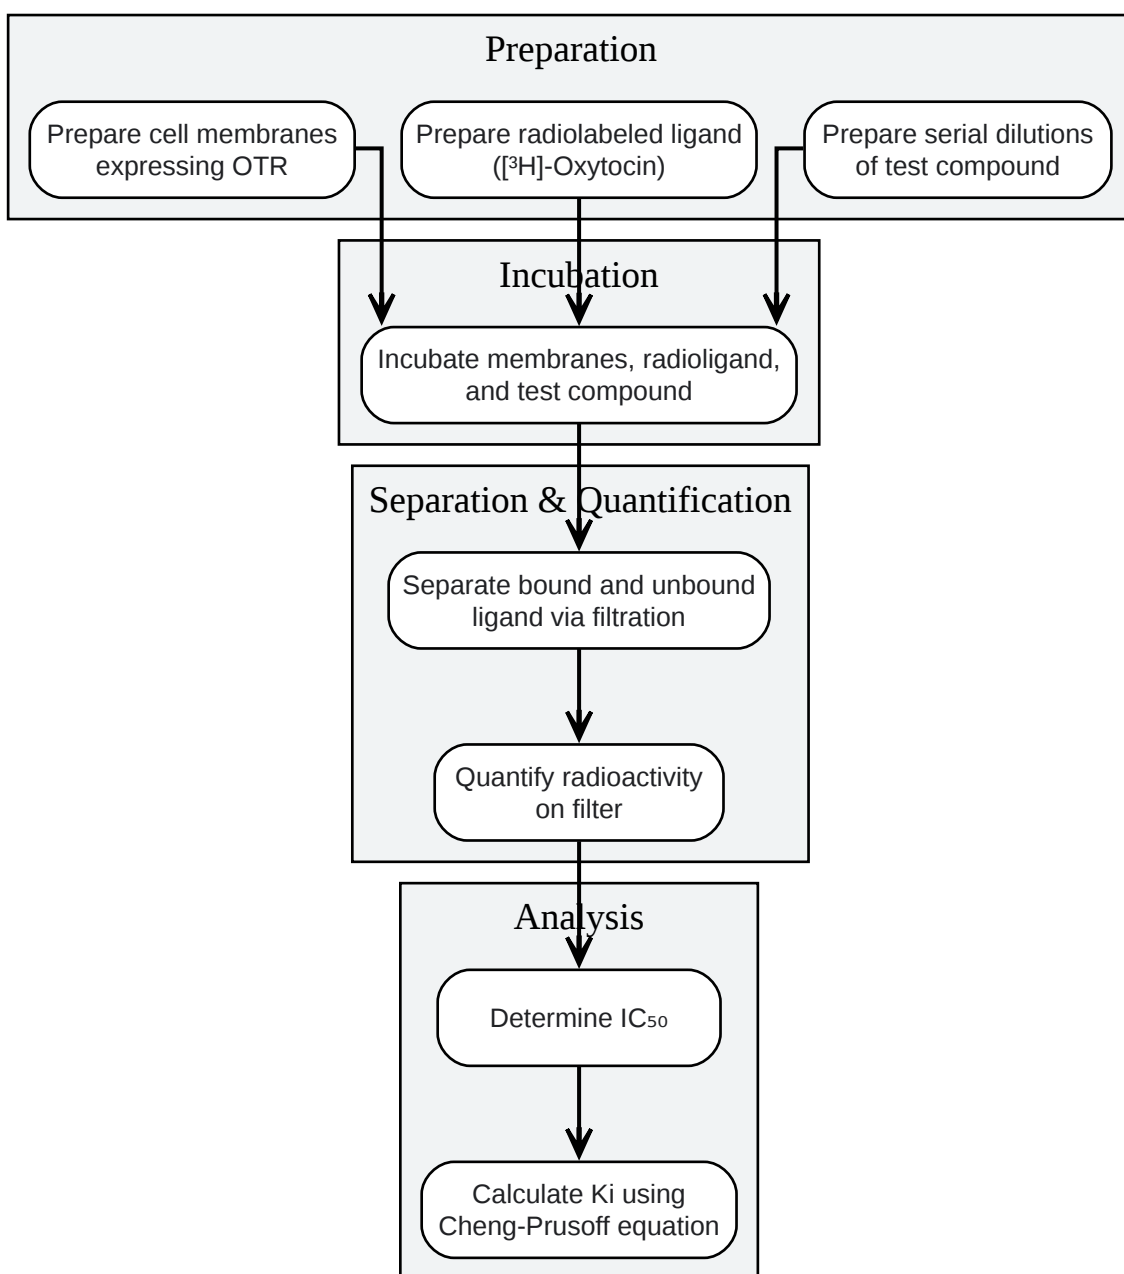 Preparation
Prepare cell membranes
expressing OTR
Prepare radiolabeled ligand
([³H]-Oxytocin)
Prepare serial dilutions
of test compound
Incubation
Incubate membranes, radioligand,
and test compound
Separation & Quantification
Separate bound and unbound
ligand via filtration
Quantify radioactivity
on filter
Analysis
Determine IC₅₀
Calculate Ki using
Cheng-Prusoff equation